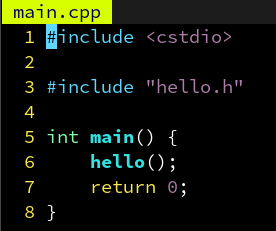 main.cpp
1 #include <cstdio>
2
3 #include "hello.h"
4
5 int main() {
6     hello();
7     return 0;
8 }